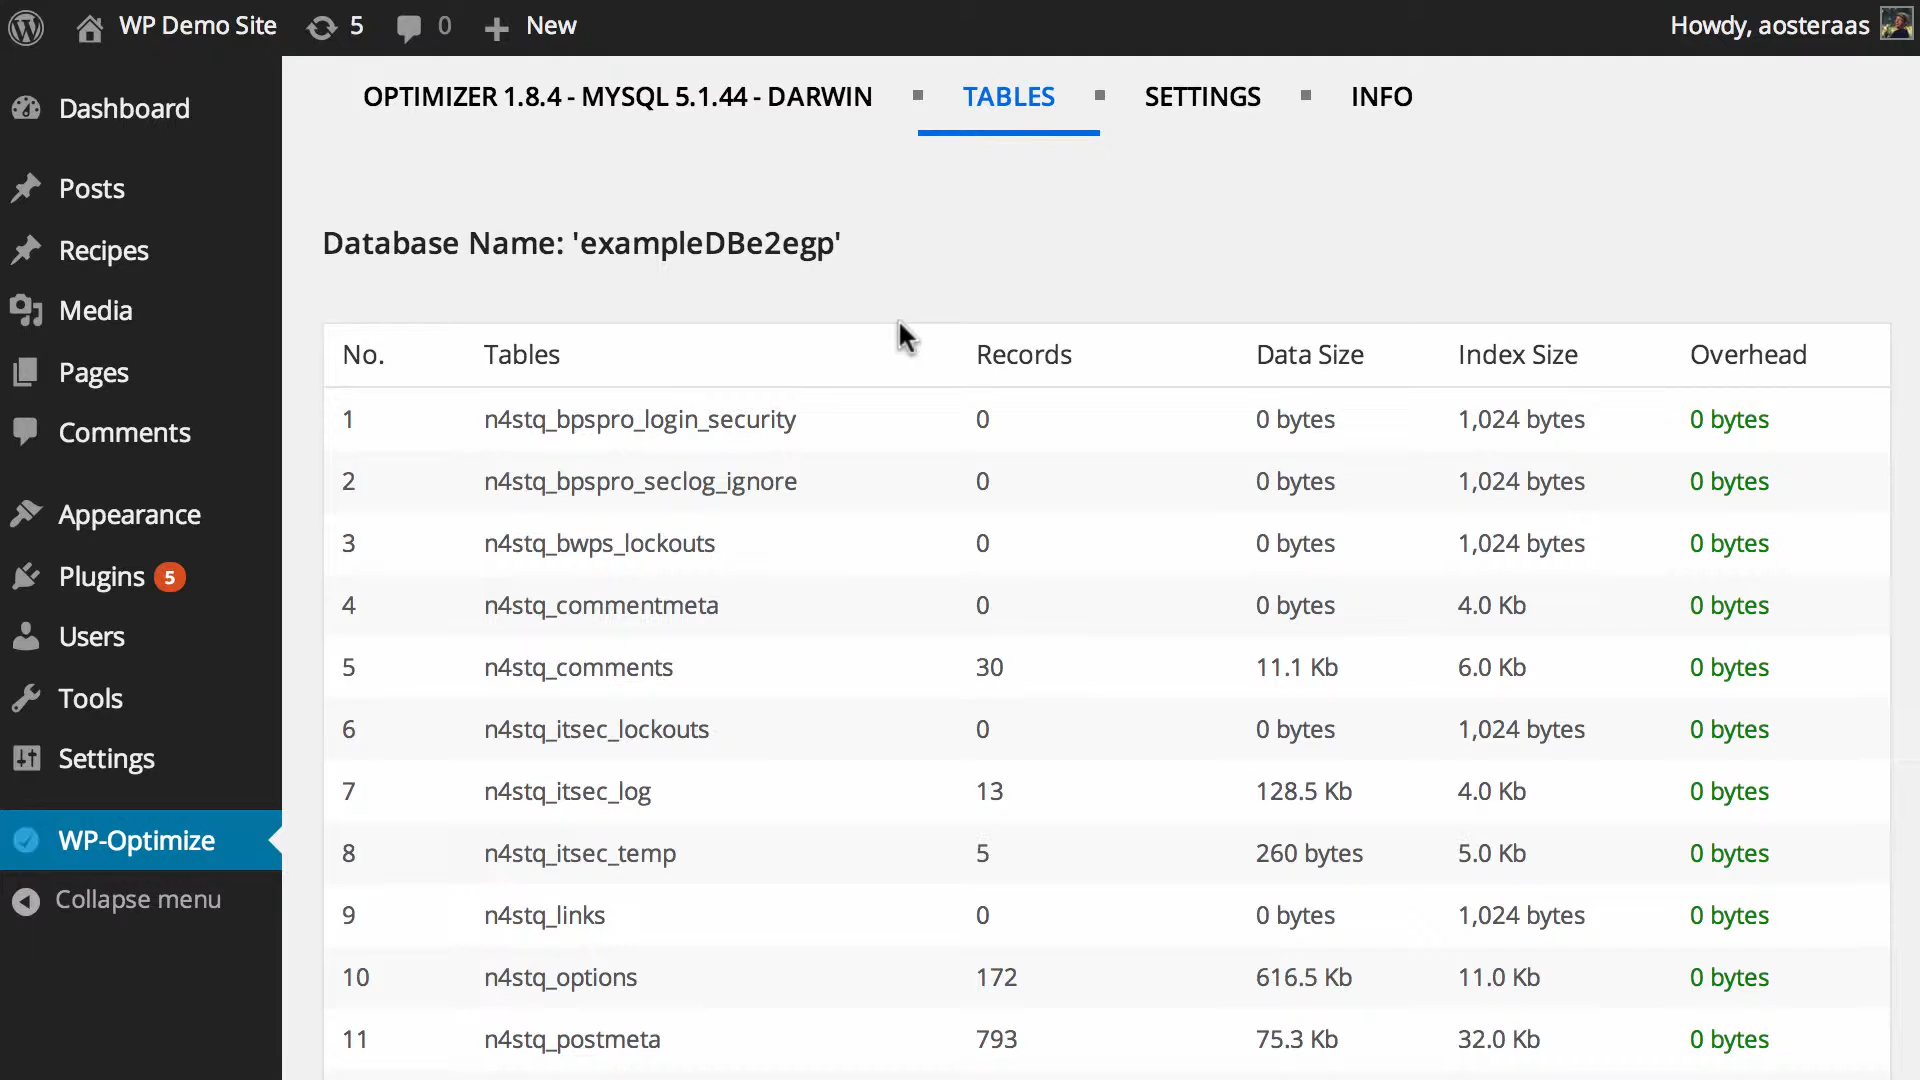 WP Demo Site 5 0 New Howdy, aosteraas
Dashboard
Posts
Recipes
Media
Pages
Comments
Appearance
Plugins 5
Users
Tools
Settings
WP-Optimize
Collapse menu
OPTIMIZER 1.8.4 - MYSQL 5.1.44 - DARWIN TABLES SETTINGS INFO
Database Name: 'exampleDBe2egp'
No. Tables Records Data Size Index Size Overhead
1 n4stq_bpspro_login_security 0 0 bytes 1,024 bytes 0 bytes
2 n4stq_bpspro_seclog_ignore 0 0 bytes 1,024 bytes 0 bytes
3 n4stq_bwps_lockouts 0 0 bytes 1,024 bytes 0 bytes
4 n4stq_commentmeta 0 0 bytes 4.0 Kb 0 bytes
5 n4stq_comments 30 11.1 Kb 6.0 Kb 0 bytes
6 n4stq_itsec_lockouts 0 0 bytes 1,024 bytes 0 bytes
7 n4stq_itsec_log 13 128.5 Kb 4.0 Kb 0 bytes
8 n4stq_itsec_temp 5 260 bytes 5.0 Kb 0 bytes
9 n4stq_links 0 0 bytes 1,024 bytes 0 bytes
10 n4stq_options 172 616.5 Kb 11.0 Kb 0 bytes
11 n4stq_postmeta 793 75.3 Kb 32.0 Kb 0 bytes